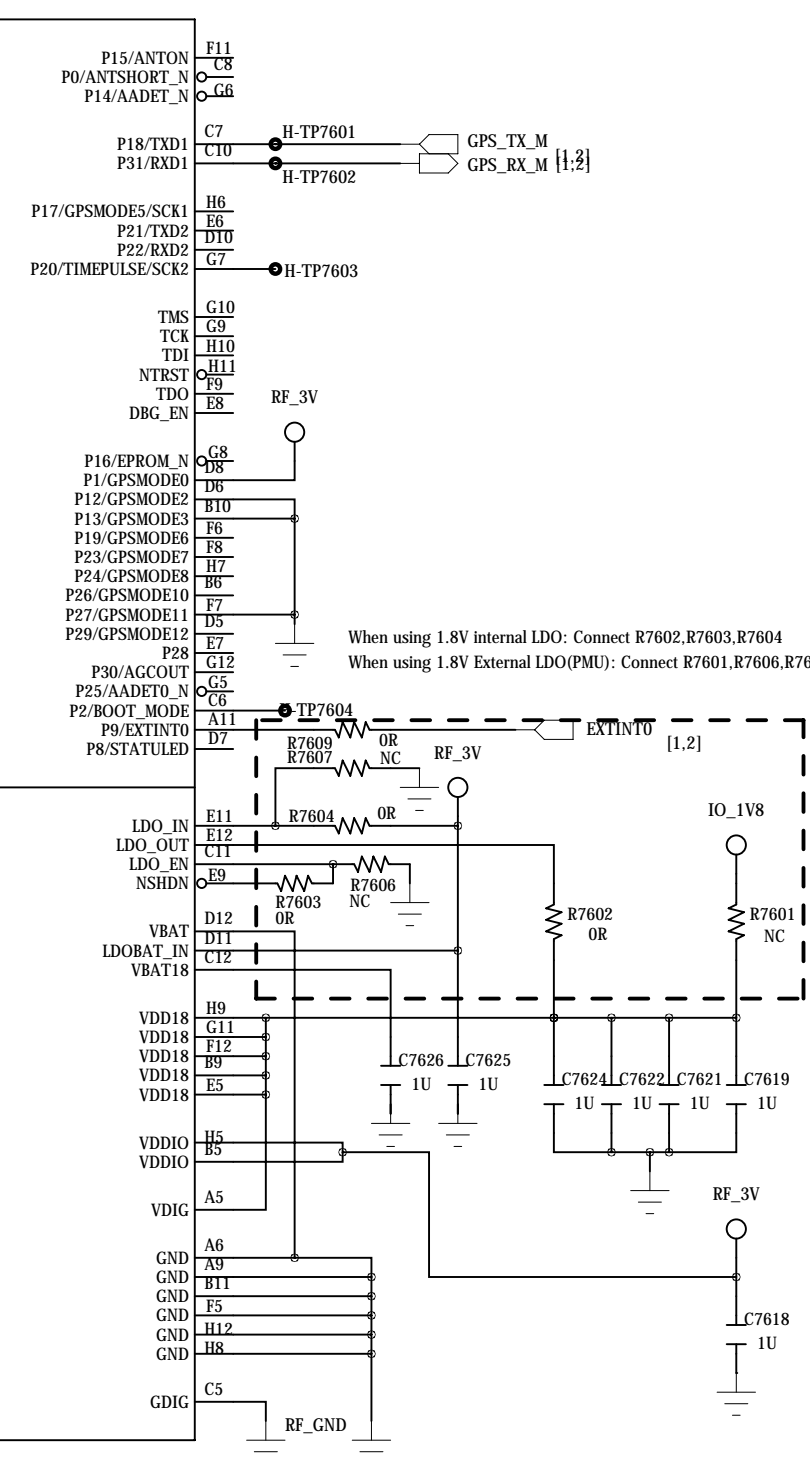 P15/ANTON F11
P0/ANTSHORT_N C8
P14/AADET_N G6
P18/TXD1 C7 H-TP7601 GPS_TX_M [1,2]
P31/RXD1 C10 H-TP7602 GPS_RX_M [1,2]
P17/GPSMODE5/SCK1 H6
P21/TXD2 E6
P22/RXD2 D10
P20/TIMEPULSE/SCK2 G7 H-TP7603
TMS G10
TCK G9
TDI H10
NTRST H11
TDO F9
DBG_EN E8
RF_3V
P16/EPROM_N G8
P1/GPSMODE0 D8
P12/GPSMODE2 D6
P13/GPSMODE3 B10
P19/GPSMODE6 F6
P23/GPSMODE7 F8
P24/GPSMODE8 H7
P26/GPSMODE10 B6
P27/GPSMODE11 F7
P29/GPSMODE12 D5
P28 E7
P30/AGCOUT G12
P25/AADET0_N G5
P2/BOOT_MODE C6 H-TP7604
P9/EXTINT0 A11
P8/STATULED D7
When using 1.8V internal LDO: Connect R7602,R7603,R7604
When using 1.8V External LDO(PMU): Connect R7601,R7606,R76
R7609 0R EXTINT0 [1,2]
R7607 NC RF_3V
IO_1V8
LDO_IN E11 R7604 0R
LDO_OUT E12
LDO_EN C11
NSHDN E9
R7603 0R
R7606 NC
R7602 0R
R7601 NC
VBAT D12
LDOBAT_IN D11
VBAT18 C12
VDD18 H9
VDD18 G11
VDD18 F12
VDD18 B9
VDD18 E5
C7626 1U
C7625 1U
C7624 1U
C7622 1U
C7621 1U
C7619 1U
VDDIO H5
VDDIO B5
VDIG A5
RF_3V
GND A6
GND A9
GND B11
GND F5
GND H12
GND H8
C7618 1U
GDIG C5
RF_GND